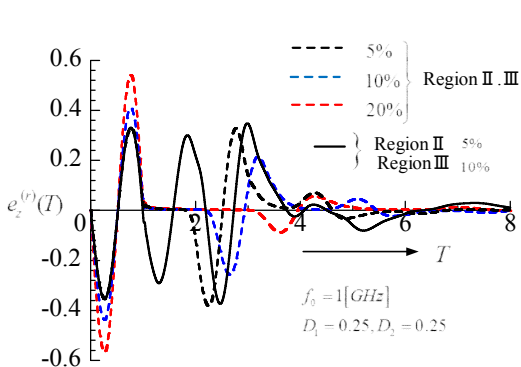 0.6
0.4
0.2
0
-0.2
-0.4
-0.6
e_z^(r)(T)
2
4
6
8
T
5%
10%
20%
Region Ⅱ . Ⅲ
Region Ⅱ 5%
Region Ⅲ 10%
f_0 = 1[GHz]
D_1 = 0.25, D_2 = 0.25